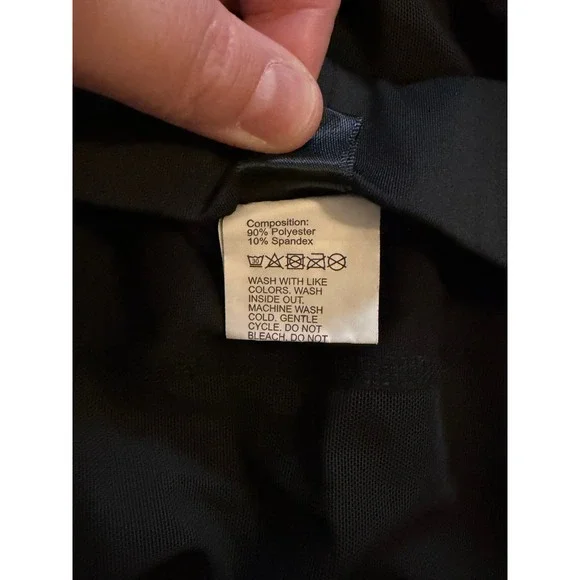 Composition:
90% Polyester
10% Spandex
30
WASH WITH LIKE
COLORS. WASH
INSIDE OUT.
MACHINE WASH
COLD. GENTLE
CYCLE. DO NOT
BLEACH. DO NOT